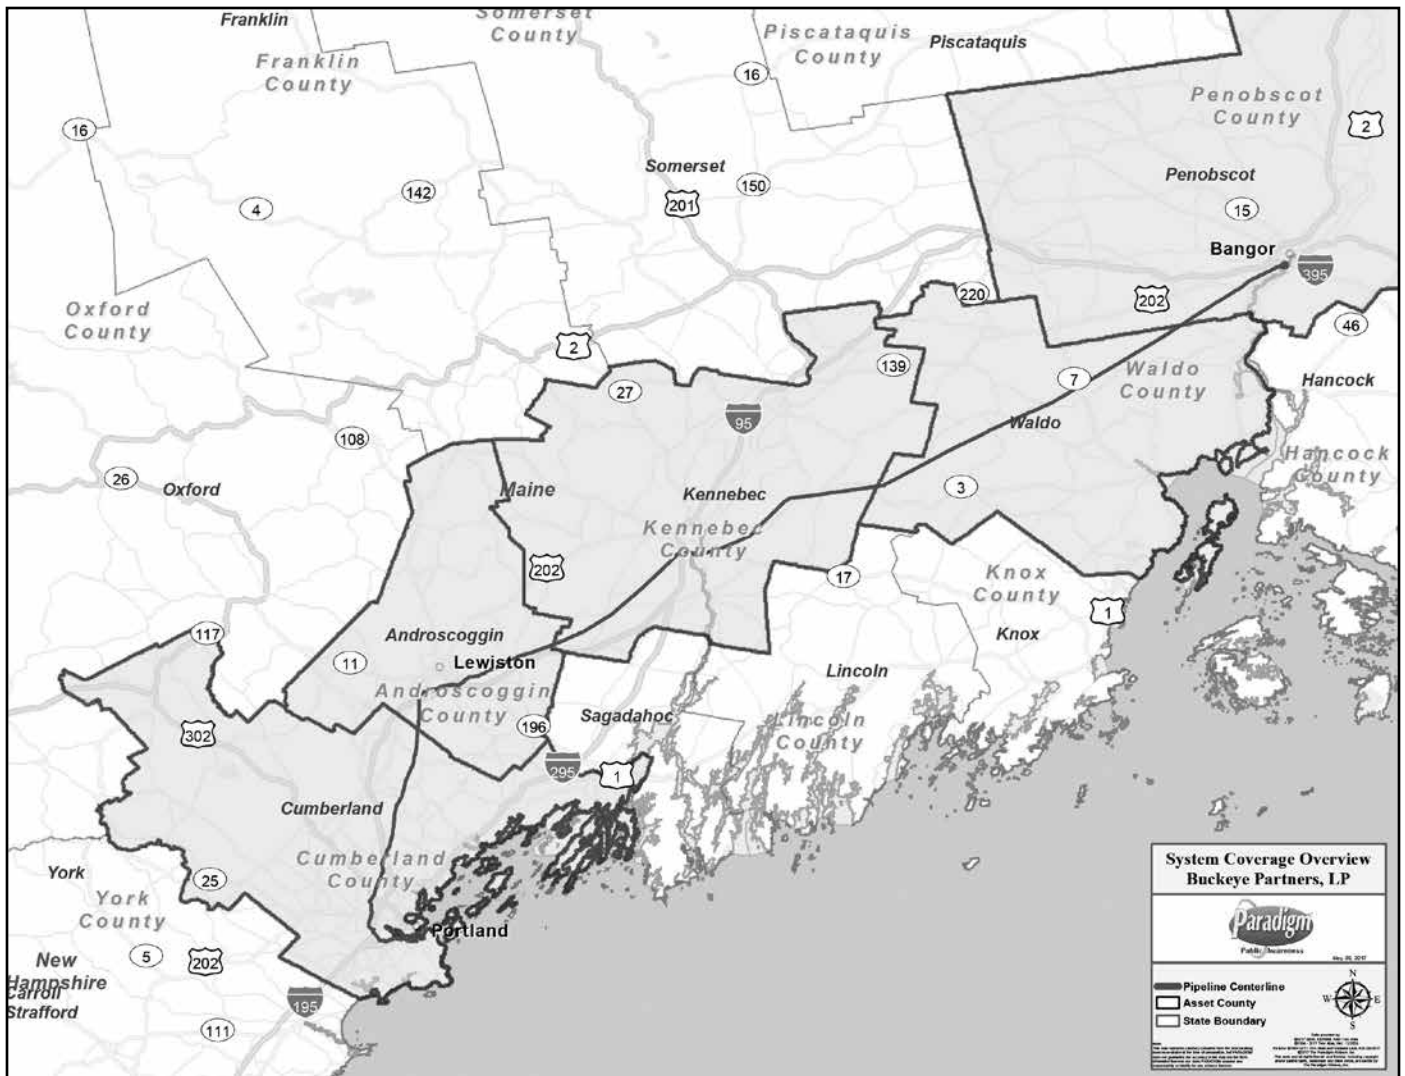 Franklin
Somerset
County
Piscataquis
County
Piscataquis
Franklin
County
16
Penobscot
County
2
16
Somerset
Penobscot
142
150
4
201
15
Bangor
395
220
202
Oxford
County
46
2
139
7
Waldo
County
27
Hancock
95
Waldo
108
Hancock
County
26
Oxford
Maine
Kennebec
3
Kennebec
County
202
17
Knox
County
1
117
Androscoggin
Knox
11
Lewiston
Lincoln
Androscoggin
County
196
Sagadahoc
Lincoln
County
302
295
1
Cumberland
Cumberland
County
York
25
York
County
Portland
5
202
New
Hampshire
Carroll
Strafford
195
111
System Coverage Overview
Buckeye Partners, LP
Paradigm
Public Awareness
N
W
E
S
Pipeline Centerline
Asset County
State Boundary